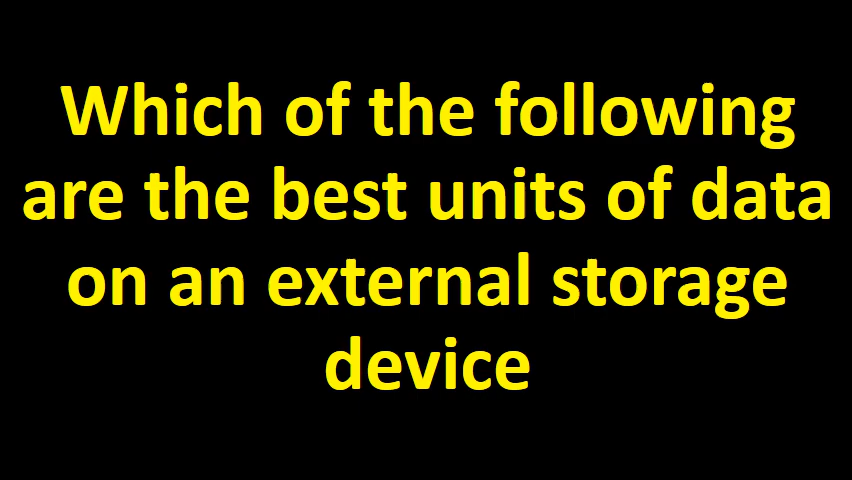 Which of the following
are the best units of data
on an external storage
device